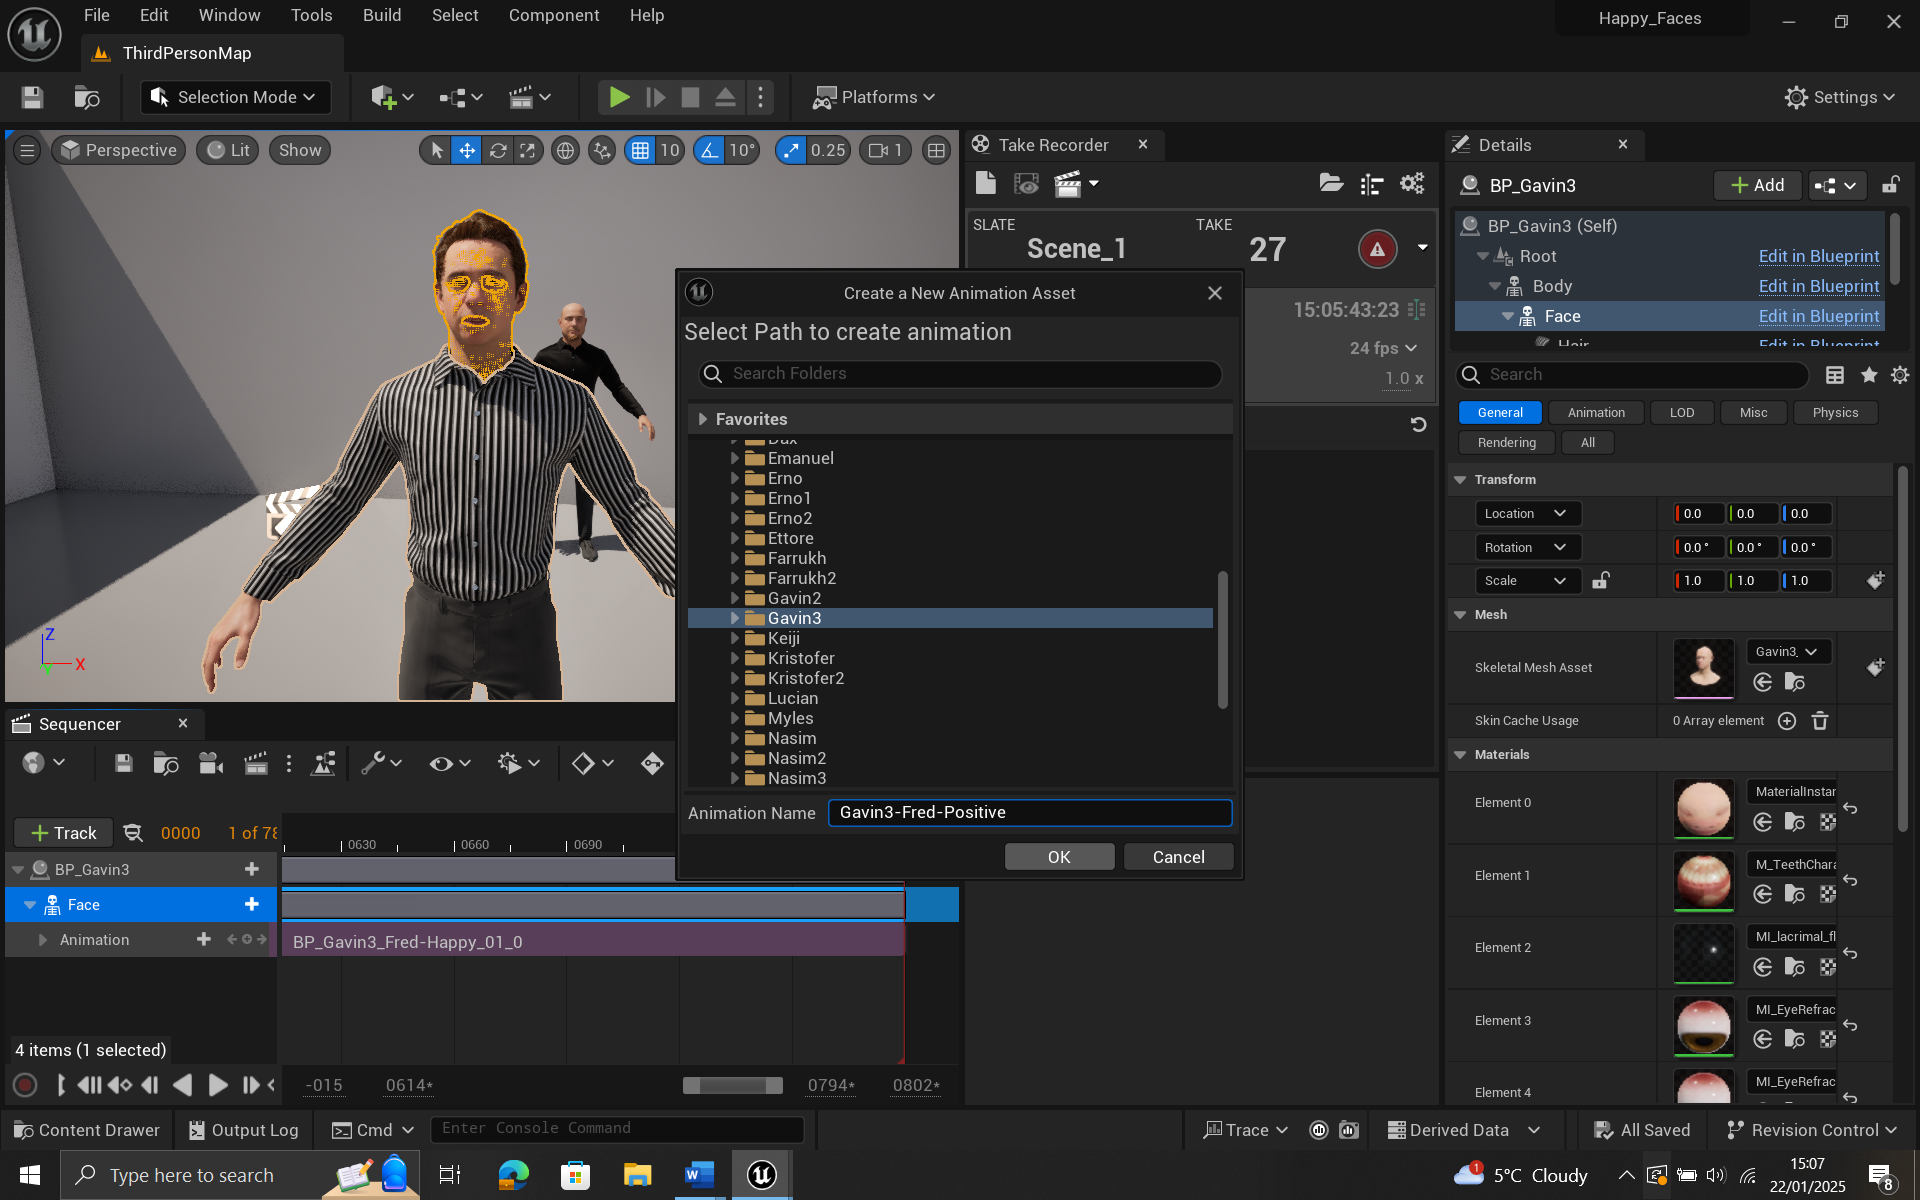 File Edit Window Tools Build Select Component Help
Happy_Faces
ThirdPersonMap
Selection Mode
Platforms
Settings
Perspective Lit Show 10 10° 0.25 1
Take Recorder
SLATE TAKE
Scene_1 27
15:05:43:23
24 fps
1.0 x
Create a New Animation Asset
Select Path to create animation
Search Folders
Favorites
Dax
Emanuel
Erno
Erno1
Erno2
Ettore
Farrukh
Farrukh2
Gavin2
Gavin3
Keiji
Kristofer
Kristofer2
Lucian
Myles
Nasim
Nasim2
Nasim3
Animation Name Gavin3-Fred-Positive
OK Cancel
Z
X
Y
Sequencer
Track 0000 1 of 78
0630 0660 0690
BP_Gavin3
Face
Animation
BP_Gavin3_Fred-Happy_01_0
4 items (1 selected)
-015 0614* 0794* 0802*
Details
BP_Gavin3 Add
BP_Gavin3 (Self)
Root Edit in Blueprint
Body Edit in Blueprint
Face Edit in Blueprint
Hair Edit in Blueprint
Search
General Animation LOD Misc Physics
Rendering All
Transform
Location 0.0 0.0 0.0
Rotation 0.0 ° 0.0 ° 0.0 °
Scale 1.0 1.0 1.0
Mesh
Skeletal Mesh Asset Gavin3_
Skin Cache Usage 0 Array element
Materials
Element 0 MaterialInstan
Element 1 M_TeethChara
Element 2 MI_lacrimal_fl
Element 3 MI_EyeRefrac
Element 4 MI_EyeRefrac
Content Drawer Output Log Cmd Enter Console Command
Trace Derived Data All Saved Revision Control
Type here to search
1 5°C Cloudy
15:07
22/01/2025
8